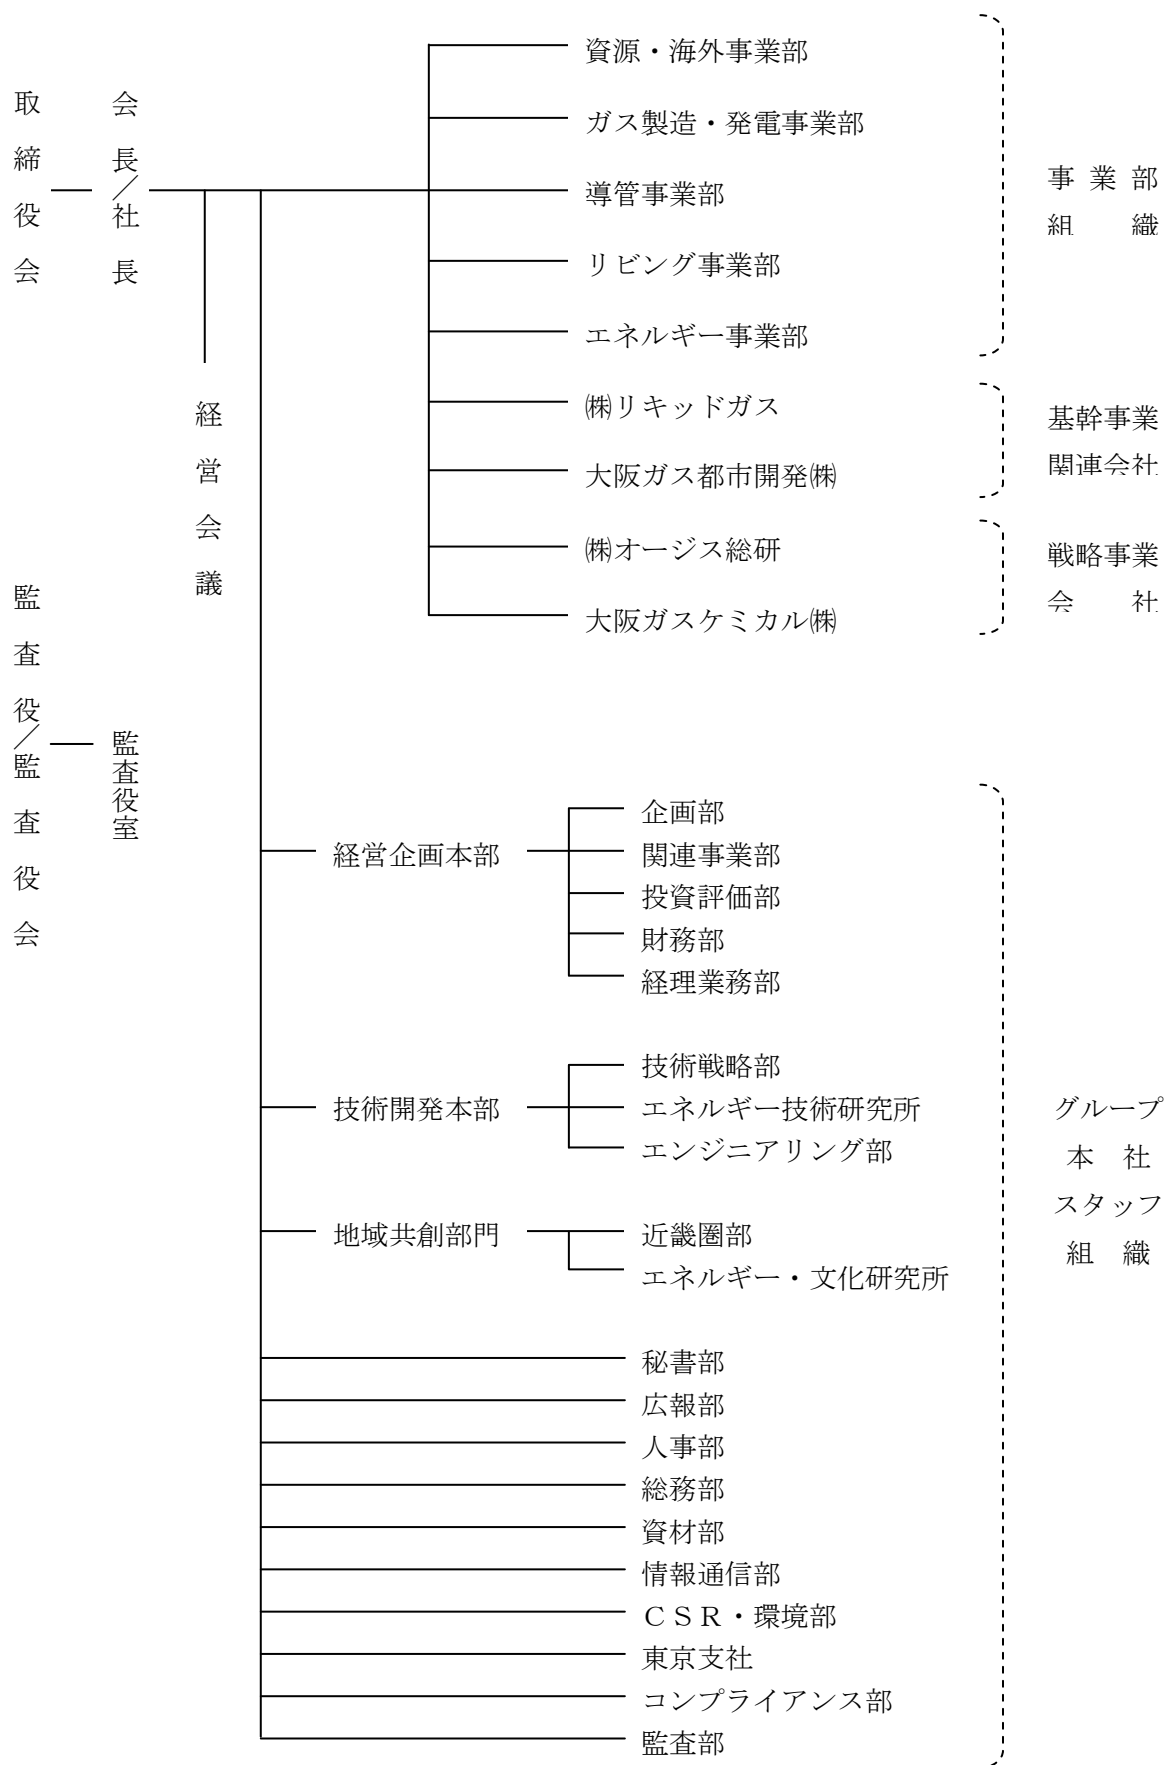 取締役会
会長／社長
経営会議
監査役／監査役会
監査役室
資源・海外事業部
ガス製造・発電事業部
導管事業部
リビング事業部
エネルギー事業部
事業部
組織
㈱リキッドガス
大阪ガス都市開発㈱
基幹事業
関連会社
㈱オージス総研
大阪ガスケミカル㈱
戦略事業
会社
経営企画本部
企画部
関連事業部
投資評価部
財務部
経理業務部
技術開発本部
技術戦略部
エネルギー技術研究所
エンジニアリング部
地域共創部門
近畿圏部
エネルギー・文化研究所
秘書部
広報部
人事部
総務部
資材部
情報通信部
ＣＳＲ・環境部
東京支社
コンプライアンス部
監査部
グループ
本社
スタッフ
組織